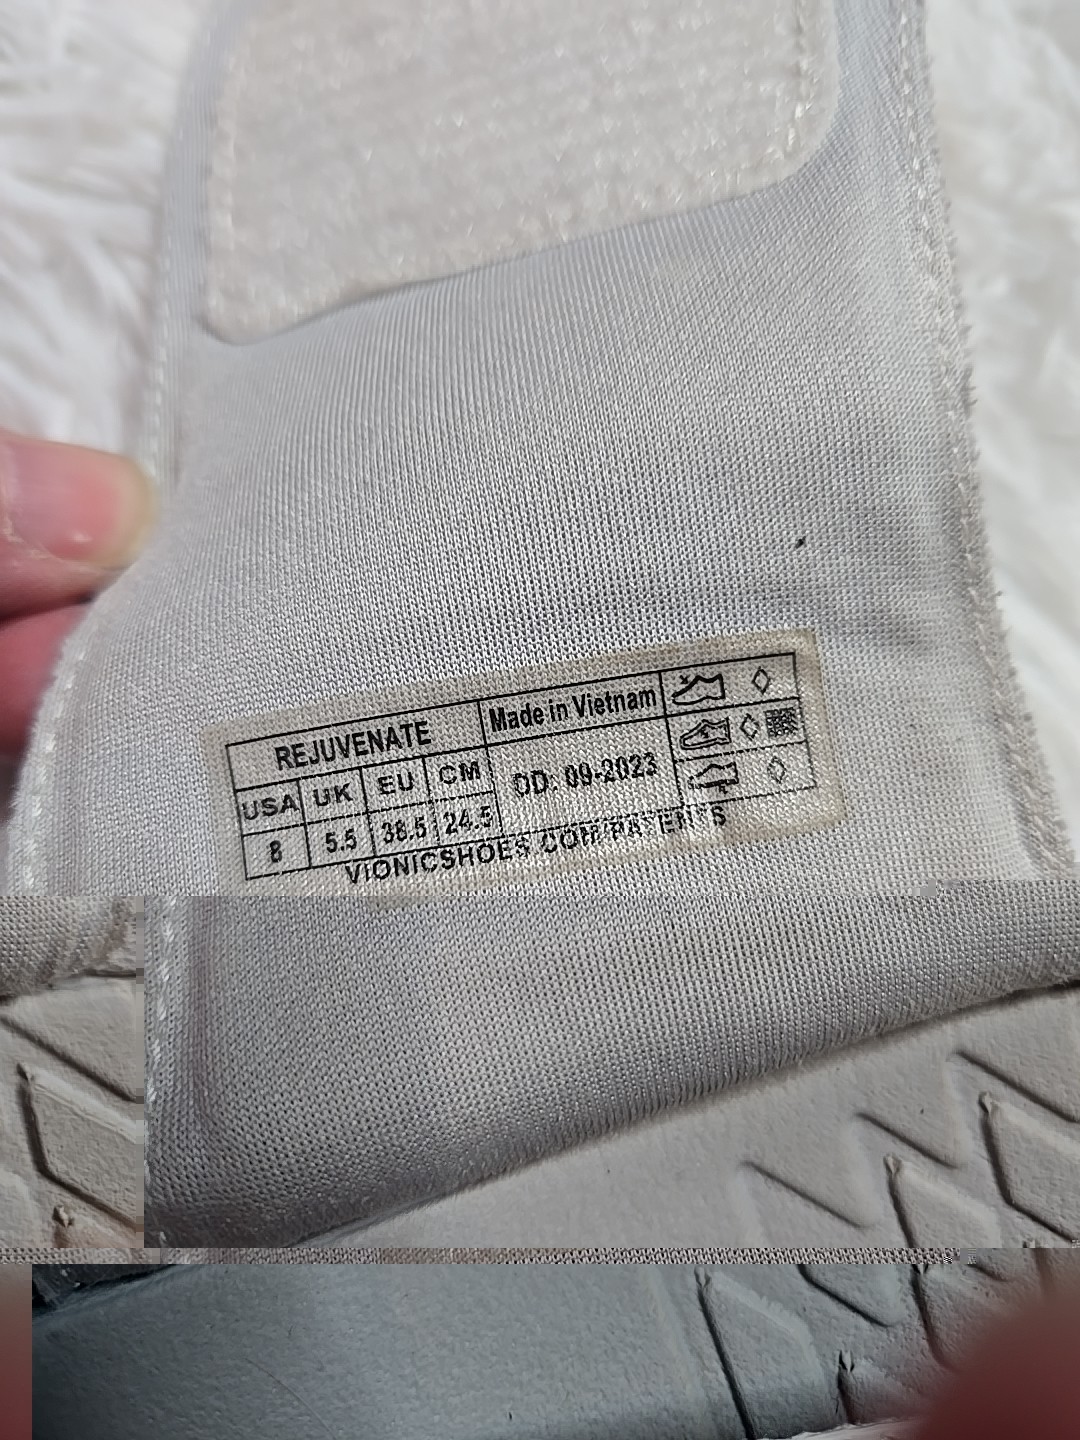 REJUVENATE Made in Vietnam
USA UK EU CM OD: 09-2023
8 5.5 38.5 24.5
VIONICSHOES.COM/PATENTS